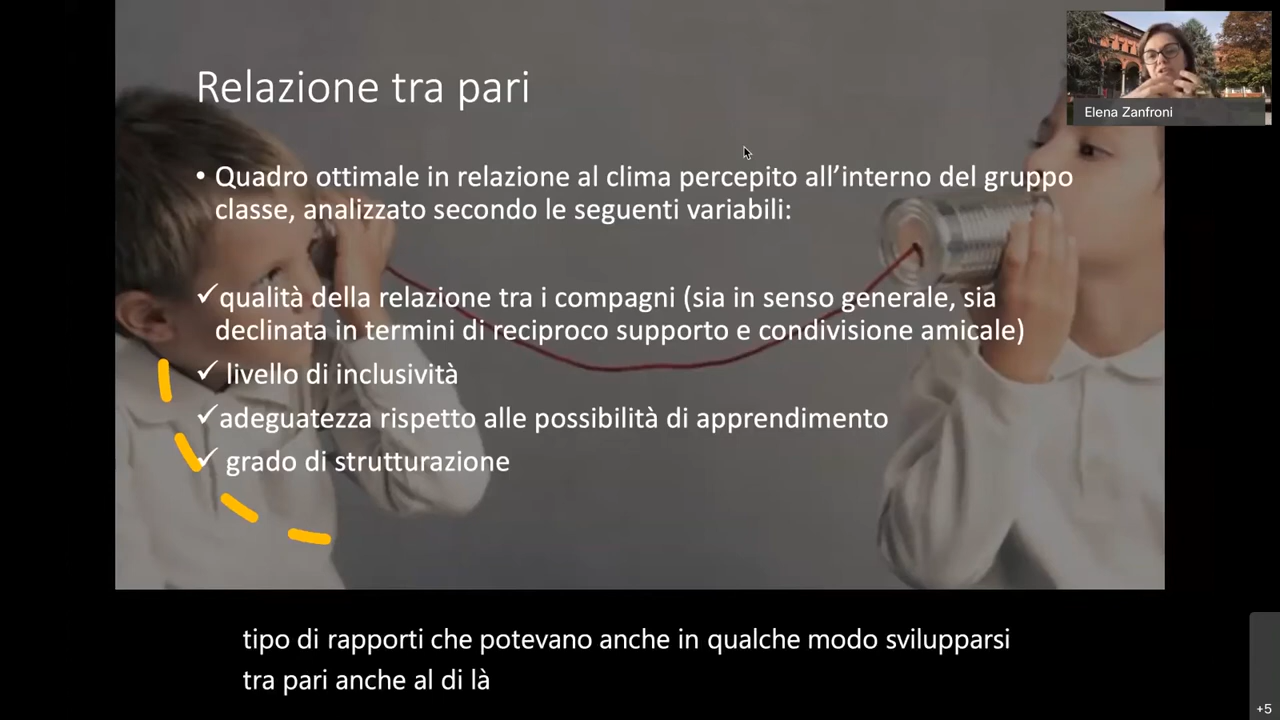 Relazione tra pari
Elena Zanfroni
• Quadro ottimale in relazione al clima percepito all’interno del gruppo
classe, analizzato secondo le seguenti variabili:
✓qualità della relazione tra i compagni (sia in senso generale, sia
declinata in termini di reciproco supporto e condivisione amicale)
✓ livello di inclusività
✓adeguatezza rispetto alle possibilità di apprendimento
✓ grado di strutturazione
tipo di rapporti che potevano anche in qualche modo svilupparsi
tra pari anche al di là
+5